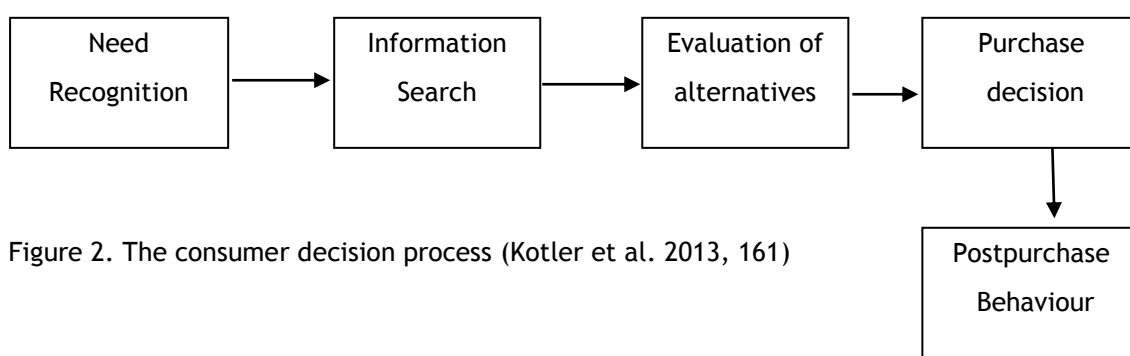 Need
Recognition
Information
Search
Evaluation of
alternatives
Purchase
decision
Figure 2. The consumer decision process (Kotler et al. 2013, 161)
Postpurchase
Behaviour